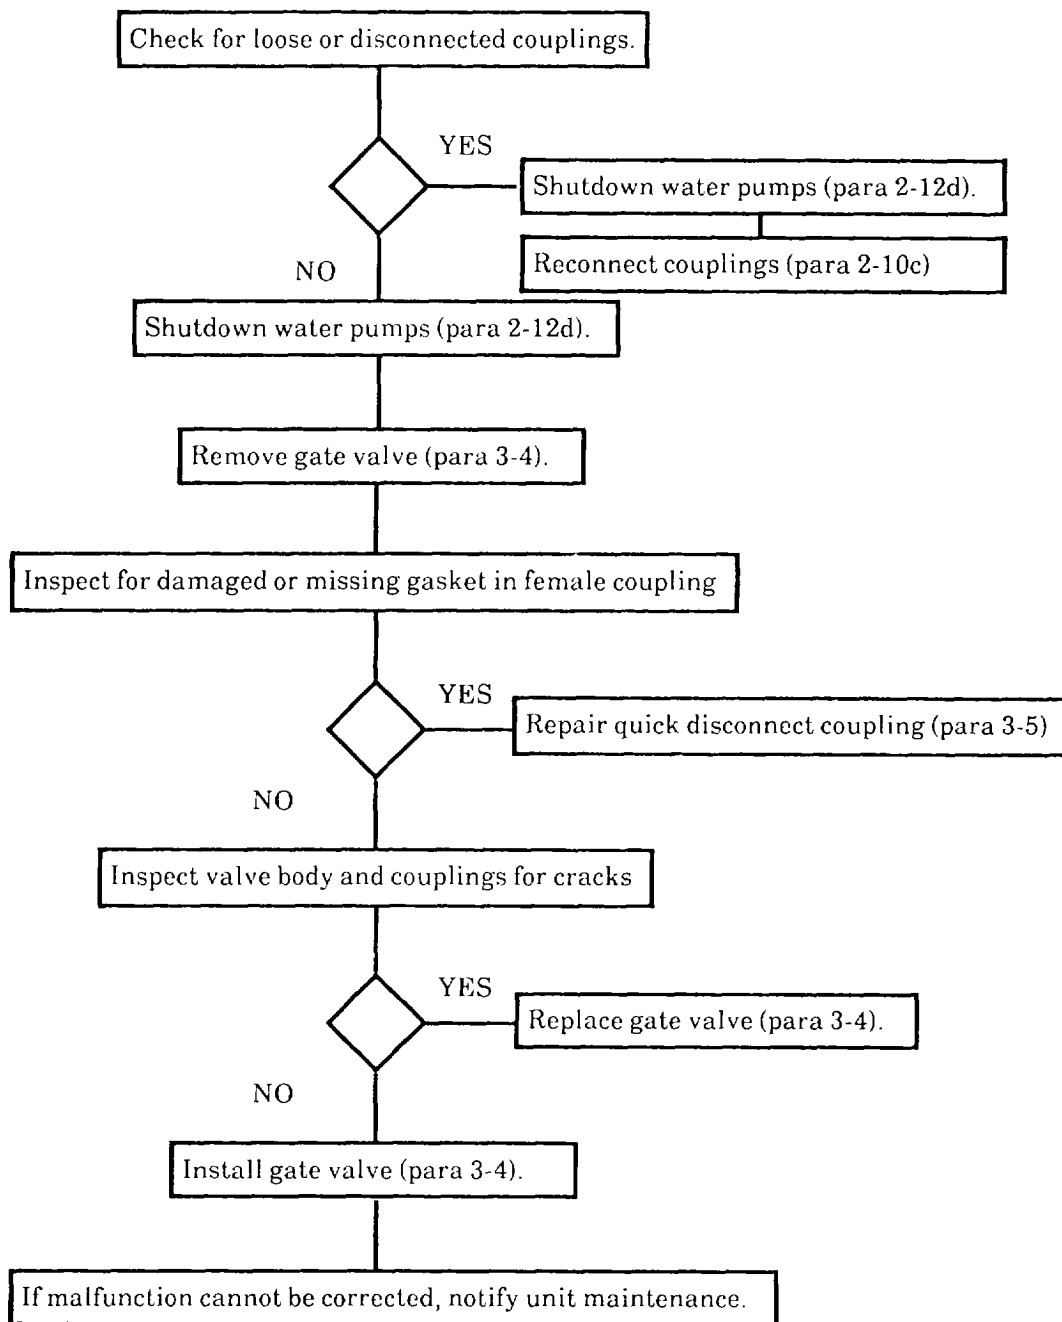 Check for loose or disconnected couplings.
YES
Shutdown water pumps (para 2-12d).
Reconnect couplings (para 2-10c)
NO
Shutdown water pumps (para 2-12d).
Remove gate valve (para 3-4).
Inspect for damaged or missing gasket in female coupling
YES
Repair quick disconnect coupling (para 3-5)
NO
Inspect valve body and couplings for cracks
YES
Replace gate valve (para 3-4).
NO
Install gate valve (para 3-4).
If malfunction cannot be corrected, notify unit maintenance.